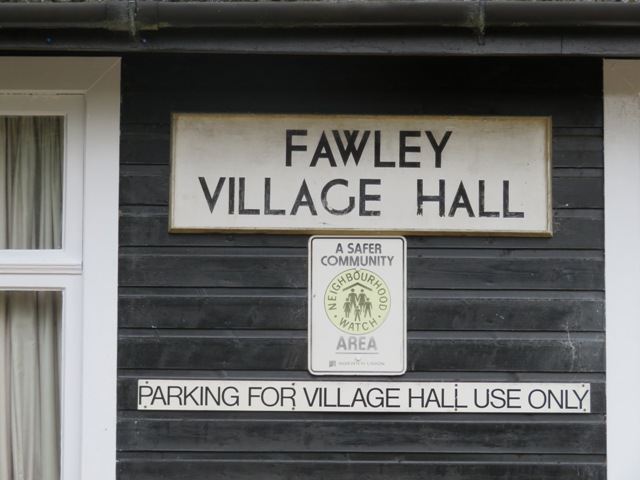 FAWLEY
VILLAGE HALL
A SAFER
COMMUNITY
NEIGHBOURHOOD
WATCH
AREA
PARKING FOR VILLAGE HALL USE ONLY